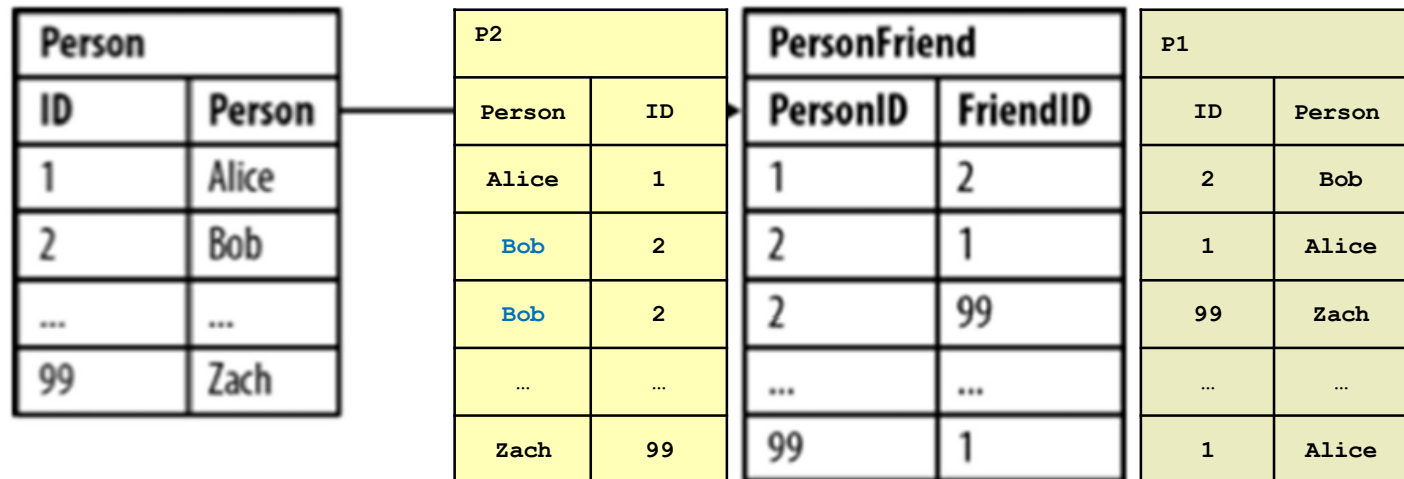 Person
ID Person
1 Alice
2 Bob
... ...
99 Zach
P2
Person ID
Alice 1
Bob 2
Bob 2
… …
Zach 99
PersonFriend
PersonID FriendID
1 2
2 1
2 99
... ...
99 1
P1
ID Person
2 Bob
1 Alice
99 Zach
… …
1 Alice